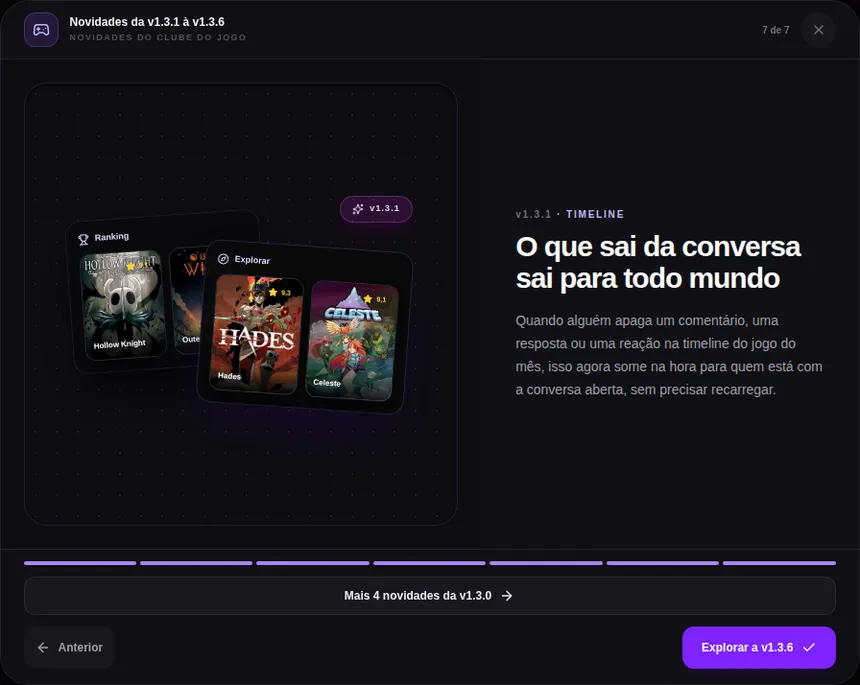 Novidades da v1.3.1 à v1.3.6
NOVIDADES DO CLUBE DO JOGO
7 de 7
v1.3.1
Ranking
HOLLOW KNIGHT
Hollow Knight
Oute
Explorar
9,3
HADES
Hades
9,1
CELESTE
Celeste
v1.3.1 · TIMELINE
O que sai da conversa
sai para todo mundo
Quando alguém apaga um comentário, uma
resposta ou uma reação na timeline do jogo do
mês, isso agora some na hora para quem está com
a conversa aberta, sem precisar recarregar.
Mais 4 novidades da v1.3.0
Anterior
Explorar a v1.3.6